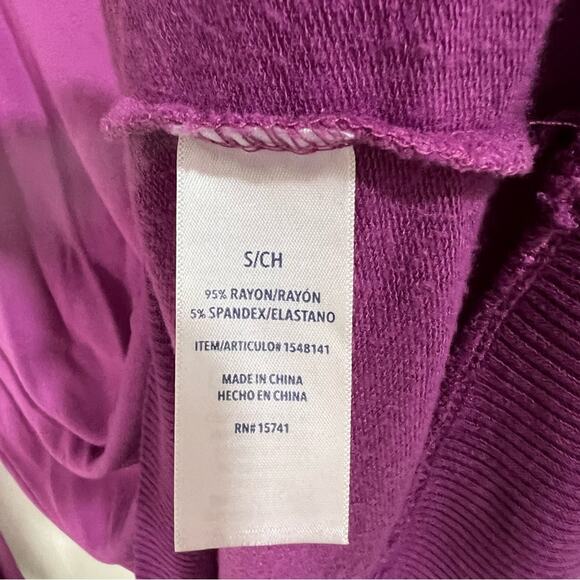 S/CH
95% RAYON/RAYÓN
5% SPANDEX/ELASTANO
ITEM/ARTICULO# 1548141
MADE IN CHINA
HECHO EN CHINA
RN# 15741